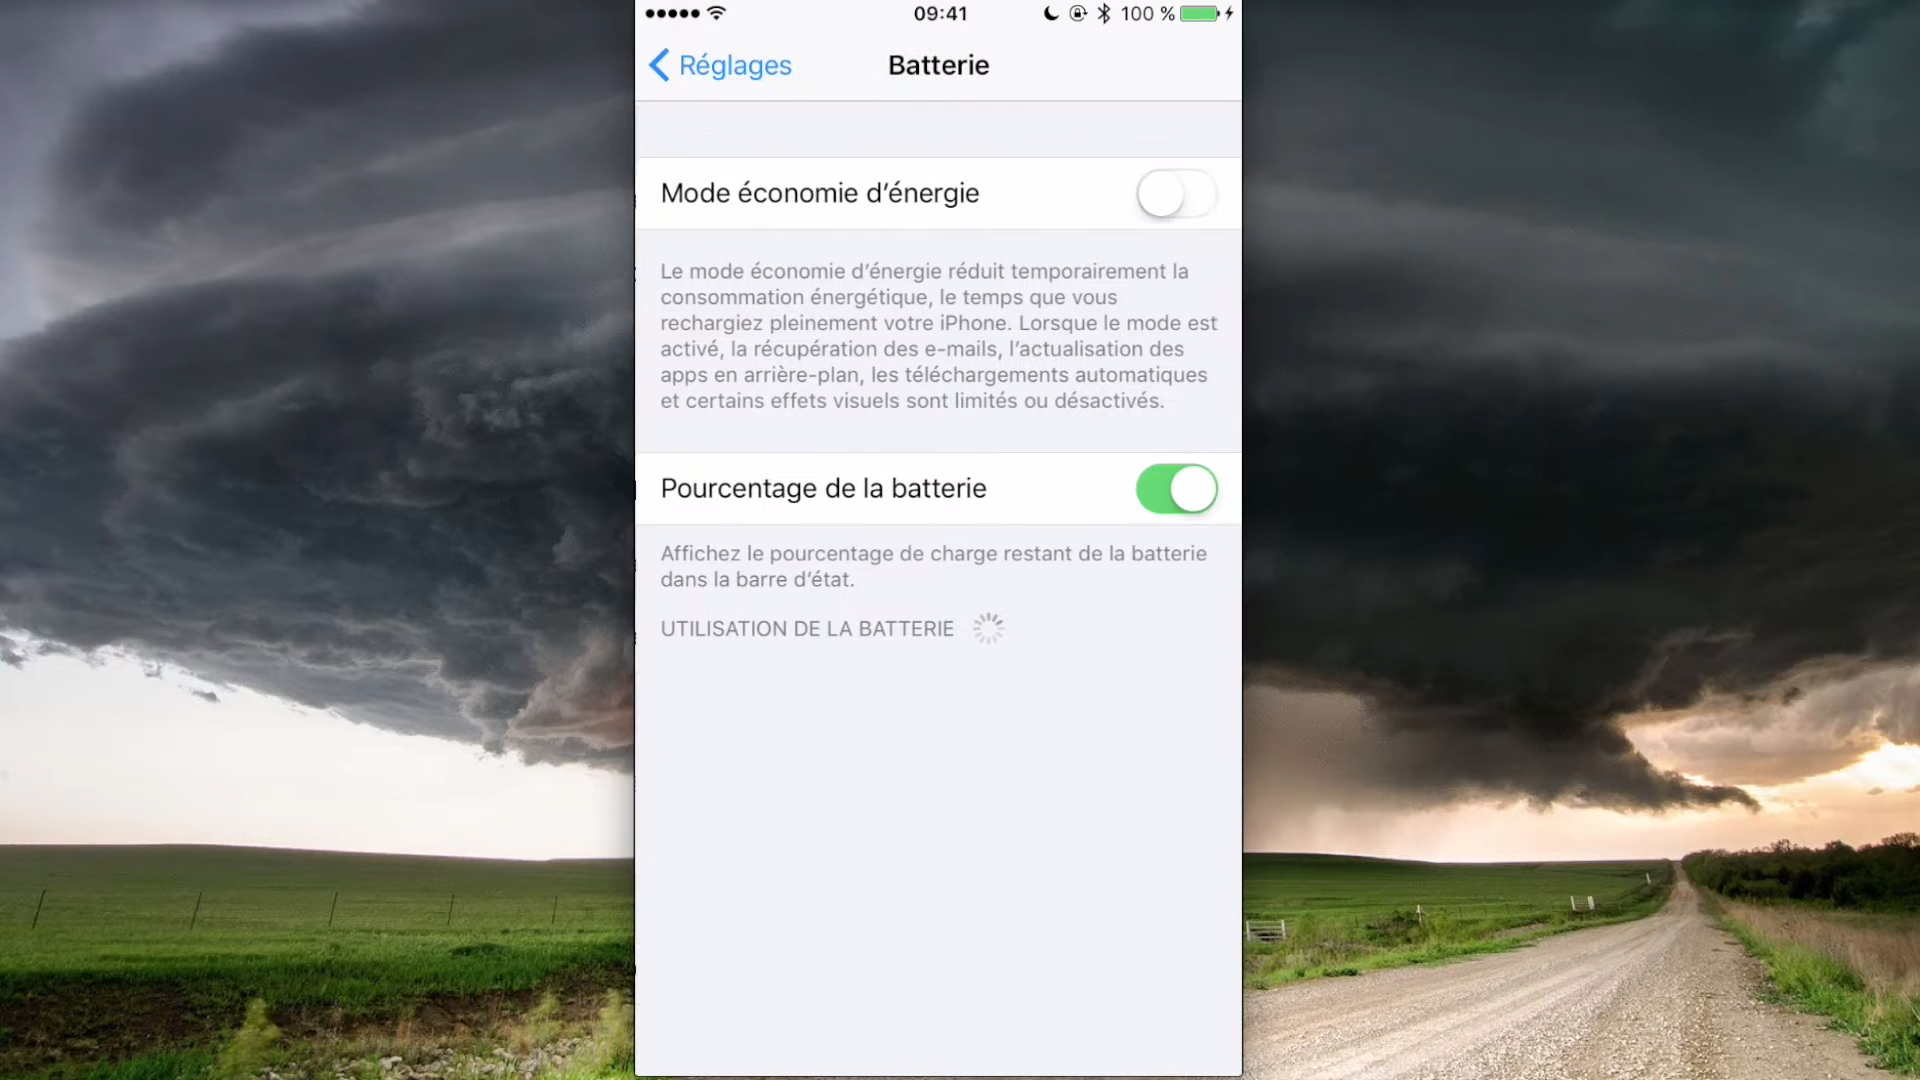 09:41
100 %
Réglages
Batterie
Mode économie d’énergie
Le mode économie d’énergie réduit temporairement la
consommation énergétique, le temps que vous
rechargiez pleinement votre iPhone. Lorsque le mode est
activé, la récupération des e-mails, l’actualisation des
apps en arrière-plan, les téléchargements automatiques
et certains effets visuels sont limités ou désactivés.
Pourcentage de la batterie
Affichez le pourcentage de charge restant de la batterie
dans la barre d’état.
UTILISATION DE LA BATTERIE